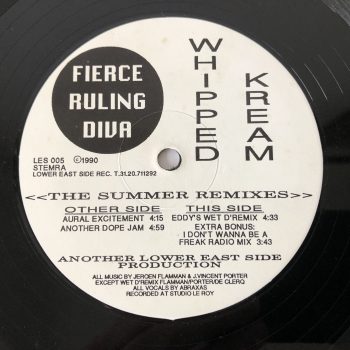 FIERCE
RULING
DIVA
WHIPPED
KREAM
LES 005 ©1990
STEMRA
LOWER EAST SIDE REC. T.31.20.711292
<<THE SUMMER REMIXES>>
OTHER SIDE
AURAL EXCITEMENT 4:15
ANOTHER DOPE JAM 4:59
THIS SIDE
EDDY'S WET D'REMIX 4:33
EXTRA BONUS:
I DON'T WANNA BE A
FREAK RADIO MIX 3:43
ANOTHER LOWER EAST SIDE
PRODUCTION
ALL MUSIC BY JEROEN FLAMMAN & J.VINCENT PORTER
EXCEPT WET D'REMIX FLAMMAN/PORTER/DE CLERQ
ALL VOCALS BY ABRAXAS
RECORDED AT STUDIO LE ROY